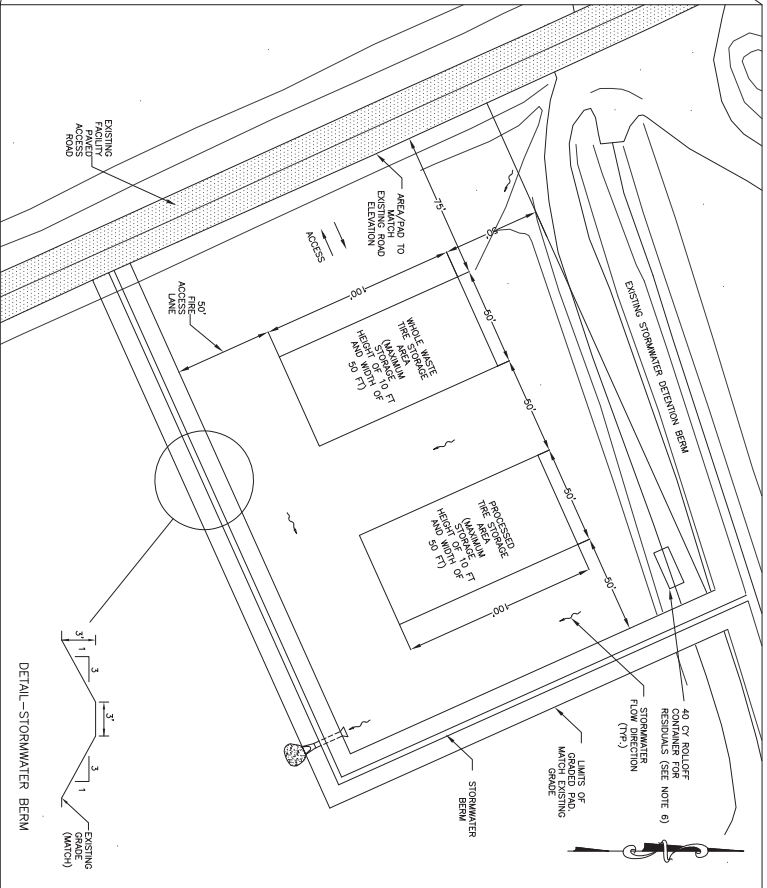 EXISTING
FACILITY
PAVED
ACCESS
ROAD
AREA/PAD TO
MATCH
EXISTING ROAD
ELEVATION
ACCESS
50'
FIRE
ACCESS
LANE
75'
100'
50'
50'
50'
50'
100'
WHOLE WASTE
TIRE STORAGE
AREA
(MAXIMUM
STORAGE
HEIGHT OF 10 FT
AND WIDTH OF
50 FT)
PROCESSED
TIRE STORAGE
AREA
(MAXIMUM
STORAGE
HEIGHT OF 10 FT
AND WIDTH OF
50 FT)
EXISTING STORMWATER DETENTION BERM
40 CY ROLLOFF
CONTAINER FOR
RESIDUALS (SEE NOTE 6)
STORMWATER
FLOW DIRECTION
(TYP.)
LIMITS OF
GRADED PAD.
MATCH EXISTING
GRADE
STORMWATER
BERM
3'
1
3
3'
3
1
EXISTING
GRADE
(MATCH)
DETAIL-STORMWATER BERM